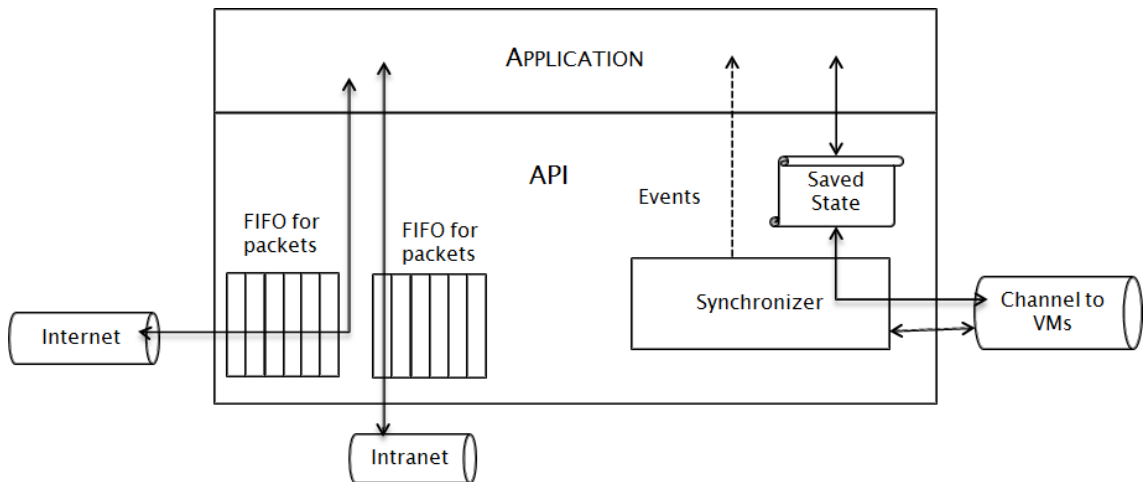 APPLICATION
API
Saved
State
Events
FIFO for
packets
FIFO for
packets
Synchronizer
Channel to
VMs
Internet
Intranet